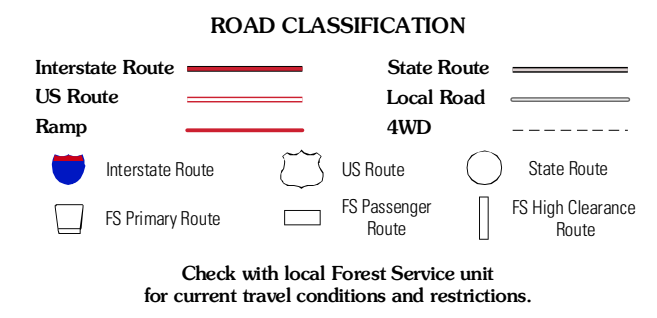 ROAD CLASSIFICATION
Interstate Route
State Route
US Route
Local Road
Ramp
4WD
Interstate Route
US Route
State Route
FS Primary Route
FS Passenger
Route
FS High Clearance
Route
Check with local Forest Service unit
for current travel conditions and restrictions.